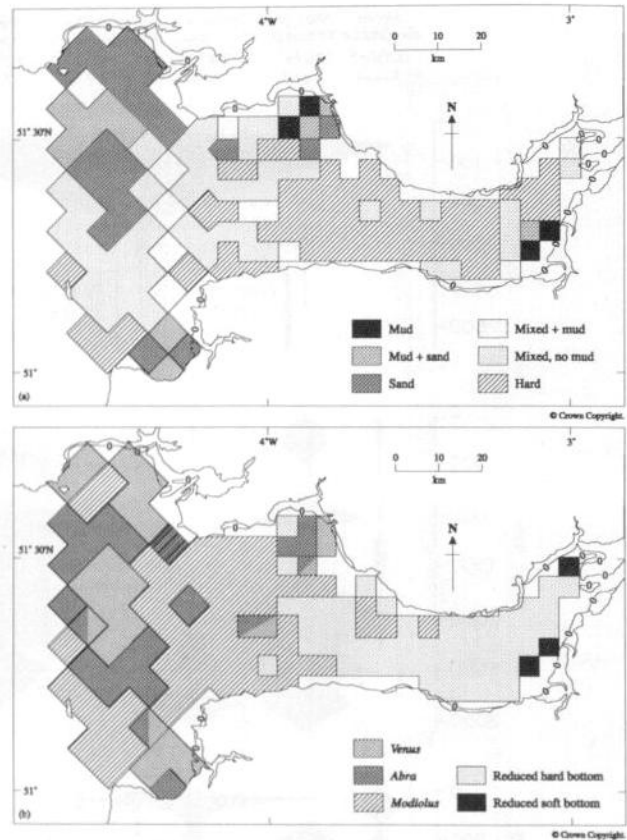 4°W
3°
0 10 20
km
N
51° 30'N
Mud
Mixed + mud
Mud + sand
Mixed, no mud
Sand
Hard
51°
(a)
© Crown Copyright.
4°W
3°
0 10 20
km
N
51° 30'N
Venus
Abra
Reduced hard bottom
Modiolus
Reduced soft bottom
51°
(b)
© Crown Copyright.